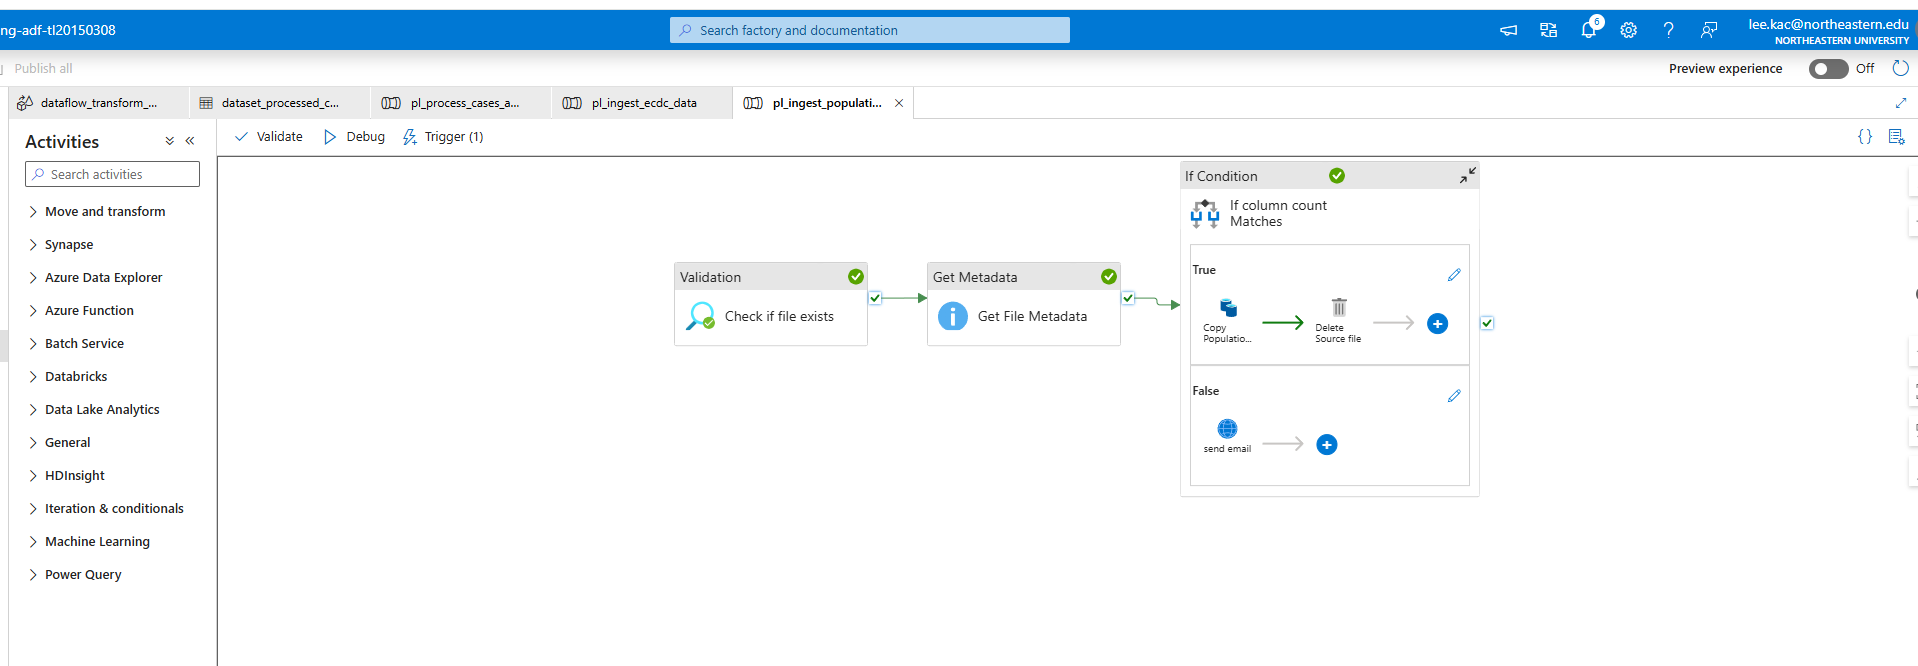 ng-adf-tl20150308
Search factory and documentation
6
lee.kac@northeastern.edu
NORTHEASTERN UNIVERSITY
Publish all
Preview experience
Off
dataflow_transform_...
dataset_processed_c...
pl_process_cases_a...
pl_ingest_ecdc_data
pl_ingest_populati...
Activities
Validate
Debug
Trigger (1)
Search activities
Move and transform
Synapse
Azure Data Explorer
Azure Function
Batch Service
Databricks
Data Lake Analytics
General
HDInsight
Iteration & conditionals
Machine Learning
Power Query
Validation
Check if file exists
Get Metadata
Get File Metadata
If Condition
If column count
Matches
True
Copy
Populatio...
Delete
Source file
False
send email